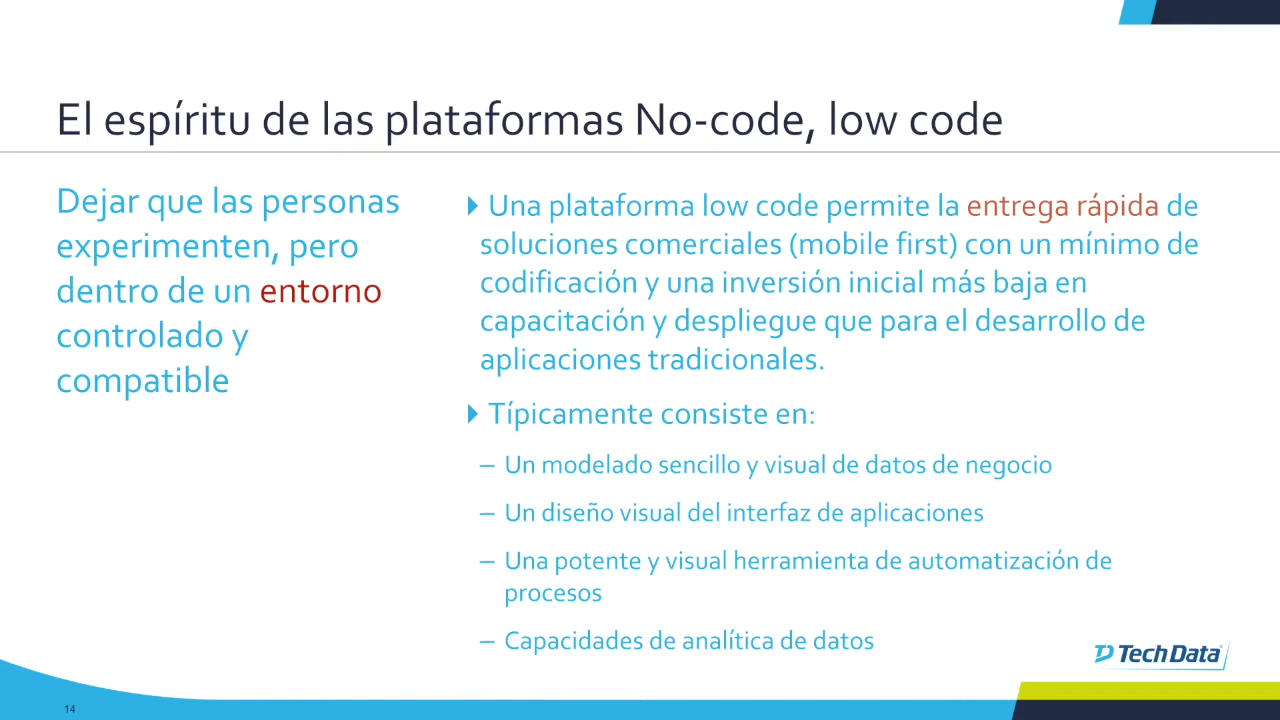 El espíritu de las plataformas No-code, low code
Dejar que las personas
experimenten, pero
dentro de un entorno
controlado y
compatible
Una plataforma low code permite la entrega rápida de
soluciones comerciales (mobile first) con un mínimo de
codificación y una inversión inicial más baja en
capacitación y despliegue que para el desarrollo de
aplicaciones tradicionales.
Típicamente consiste en:
– Un modelado sencillo y visual de datos de negocio
– Un diseño visual del interfaz de aplicaciones
– Una potente y visual herramienta de automatización de
procesos
– Capacidades de analítica de datos
Tech Data
14